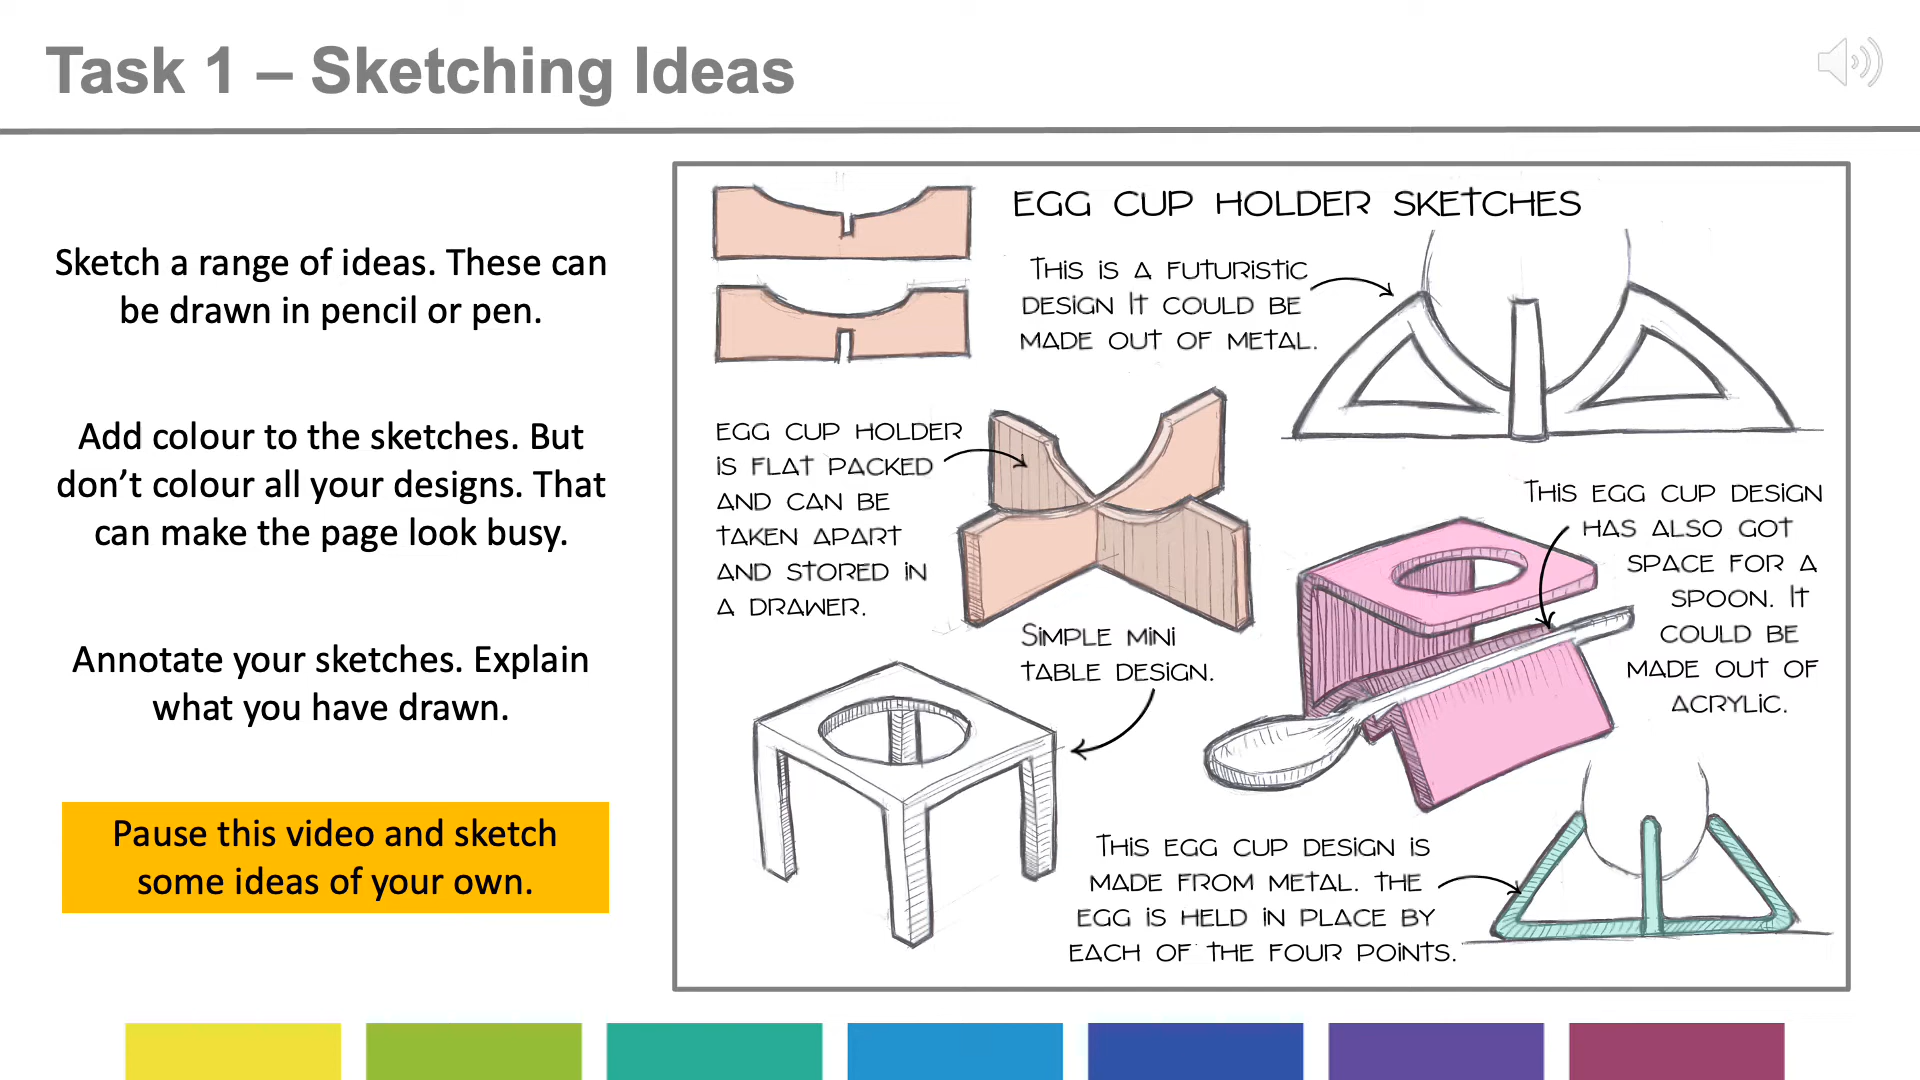 Task 1 – Sketching Ideas
Sketch a range of ideas. These can
be drawn in pencil or pen.
Add colour to the sketches. But
don’t colour all your designs. That
can make the page look busy.
Annotate your sketches. Explain
what you have drawn.
Pause this video and sketch
some ideas of your own.
EGG CUP HOLDER SKETCHES
THIS IS A FUTURISTIC
DESIGN IT COULD BE
MADE OUT OF METAL.
EGG CUP HOLDER
IS FLAT PACKED
AND CAN BE
TAKEN APART
AND STORED IN
A DRAWER.
THIS EGG CUP DESIGN
HAS ALSO GOT
SPACE FOR A
SPOON. IT
COULD BE
MADE OUT OF
ACRYLIC.
SIMPLE MINI
TABLE DESIGN.
THIS EGG CUP DESIGN IS
MADE FROM METAL. THE
EGG IS HELD IN PLACE BY
EACH OF THE FOUR POINTS.